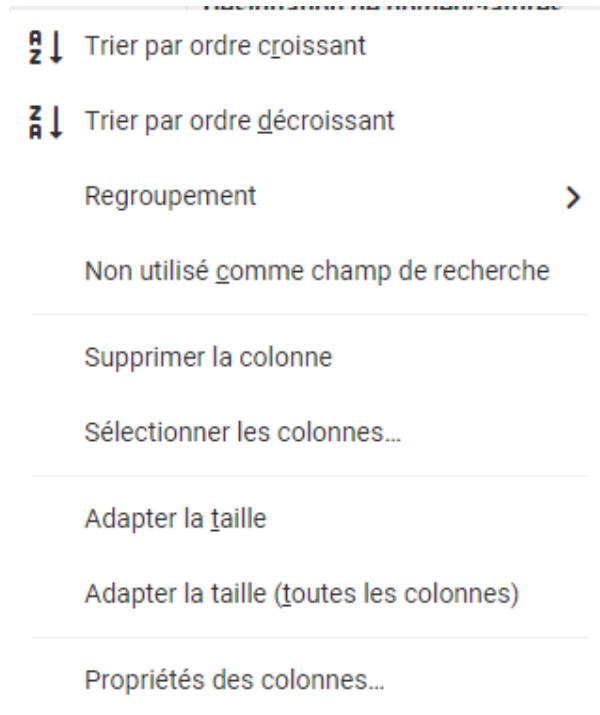 Trier par ordre croissant
Trier par ordre décroissant
Regroupement
Non utilisé comme champ de recherche
Supprimer la colonne
Sélectionner les colonnes...
Adapter la taille
Adapter la taille (toutes les colonnes)
Propriétés des colonnes...